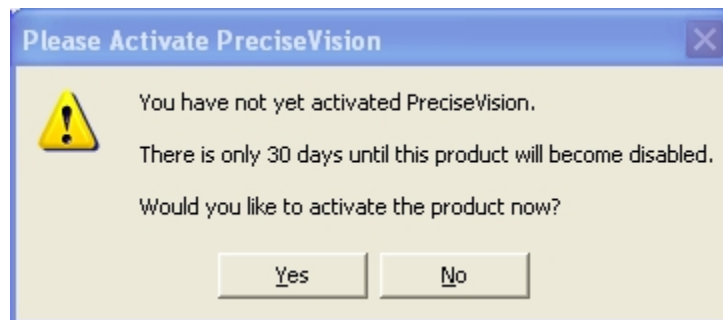 Please Activate PreciseVision
You have not yet activated PreciseVision.
There is only 30 days until this product will become disabled.
Would you like to activate the product now?
Yes
No